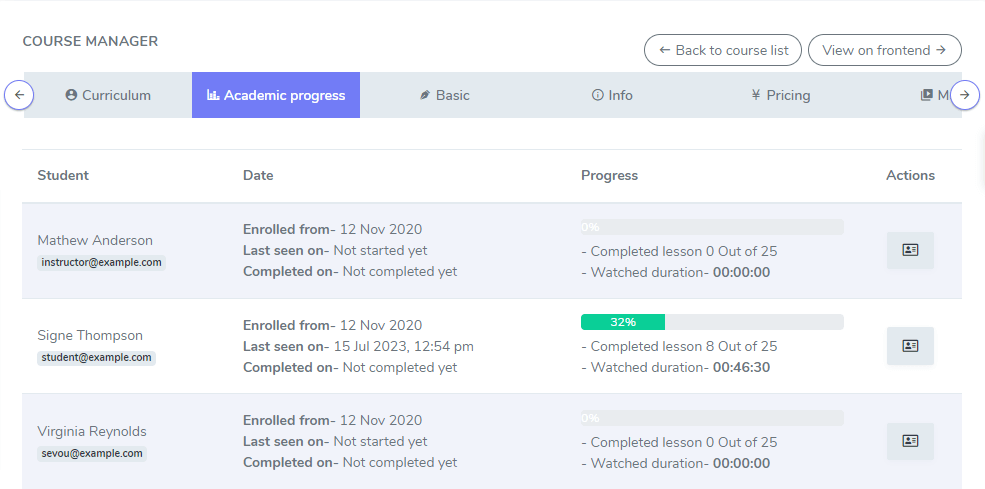 COURSE MANAGER
← Back to course list
View on frontend →
Curriculum
Academic progress
Basic
Info
¥ Pricing
M
Student
Date
Progress
Actions
Mathew Anderson
instructor@example.com
Enrolled from- 12 Nov 2020
Last seen on- Not started yet
Completed on- Not completed yet
0%
- Completed lesson 0 Out of 25
- Watched duration- 00:00:00
Signe Thompson
student@example.com
Enrolled from- 12 Nov 2020
Last seen on- 15 Jul 2023, 12:54 pm
Completed on- Not completed yet
32%
- Completed lesson 8 Out of 25
- Watched duration- 00:46:30
Virginia Reynolds
sevou@example.com
Enrolled from- 12 Nov 2020
Last seen on- Not started yet
Completed on- Not completed yet
0%
- Completed lesson 0 Out of 25
- Watched duration- 00:00:00